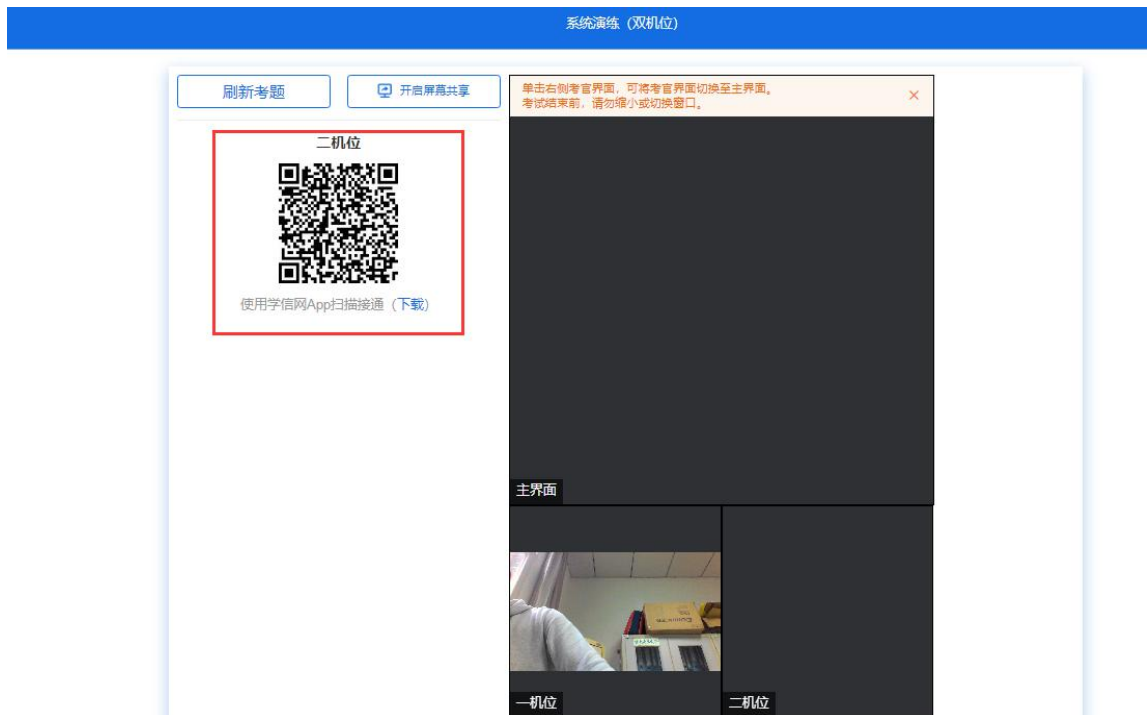 系统演练（双机位）
刷新考题
开启屏幕共享
二机位
使用学信网App扫描接通（下载）
单击右侧考官界面，可将考官界面切换至主界面。
考试结束前，请勿缩小或切换窗口。
主界面
一机位
二机位